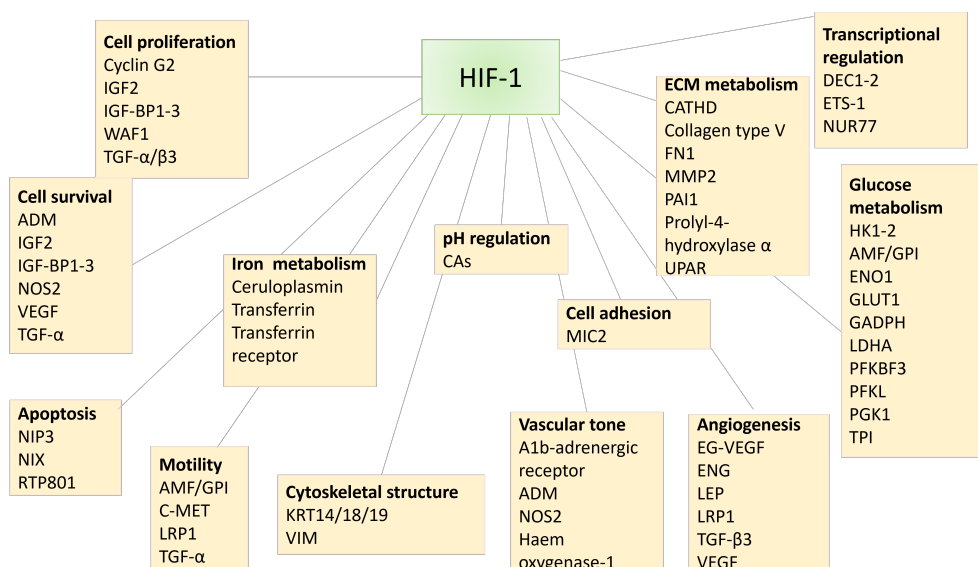 Cell proliferation
Cyclin G2
IGF2
IGF-BP1-3
WAF1
TGF-α/β3
HIF-1
Transcriptional
regulation
DEC1-2
ETS-1
NUR77
ECM metabolism
CATHD
Collagen type V
FN1
MMP2
PAI1
Prolyl-4-
hydroxylase α
UPAR
Cell survival
ADM
IGF2
IGF-BP1-3
NOS2
VEGF
TGF-α
Glucose
metabolism
HK1-2
AMF/GPI
ENO1
GLUT1
GADPH
LDHA
PFKBF3
PFKL
PGK1
TPI
Iron metabolism
Ceruloplasmin
Transferrin
Transferrin
receptor
pH regulation
CAs
Cell adhesion
MIC2
Apoptosis
NIP3
NIX
RTP801
Motility
AMF/GPI
C-MET
LRP1
TGF-α
Cytoskeletal structure
KRT14/18/19
VIM
Vascular tone
A1b-adrenergic
receptor
ADM
NOS2
Haem
oxygenase-1
Angiogenesis
EG-VEGF
ENG
LEP
LRP1
TGF-β3
VEGF